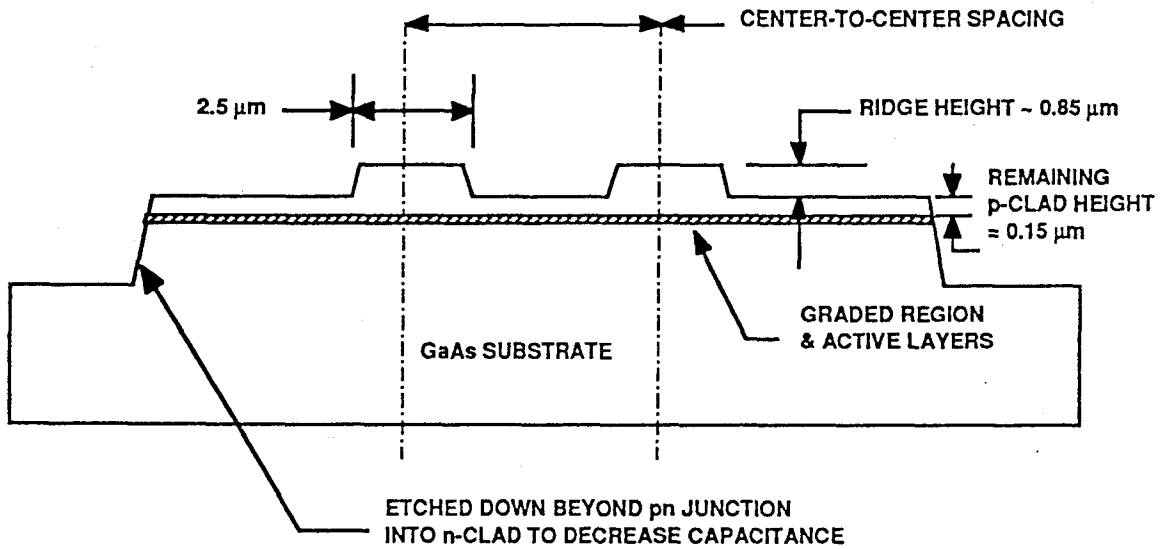 CENTER-TO-CENTER SPACING
2.5 µm
RIDGE HEIGHT ~ 0.85 µm
REMAINING
p-CLAD HEIGHT
= 0.15 µm
GRADED REGION
& ACTIVE LAYERS
GaAs SUBSTRATE
ETCHED DOWN BEYOND pn JUNCTION
INTO n-CLAD TO DECREASE CAPACITANCE